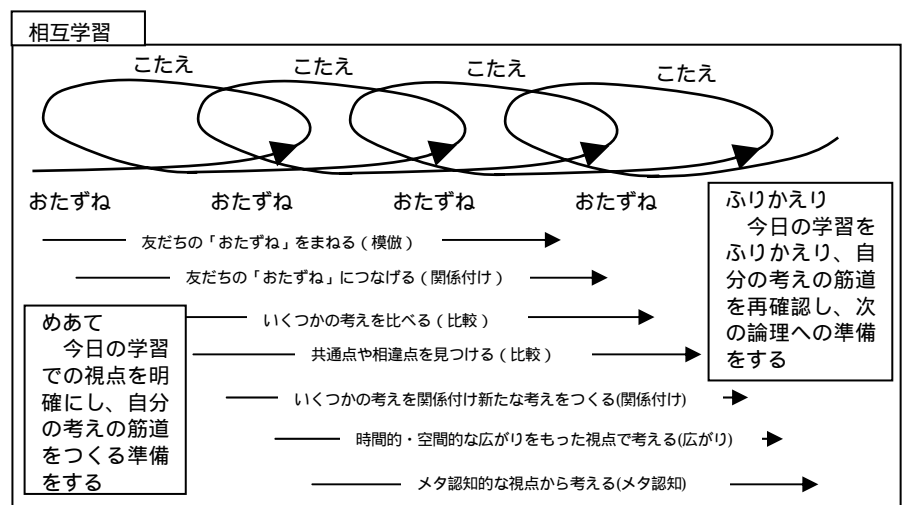 相互学習
こたえ
こたえ
こたえ
こたえ
おたずね
おたずね
おたずね
おたずね
友だちの「おたずね」をまねる（模倣）
友だちの「おたずね」につなげる（関係付け）
いくつかの考えを比べる（比較）
共通点や相違点を見つける（比較）
いくつかの考えを関係付け新たな考えをつくる(関係付け)
時間的・空間的な広がりをもった視点で考える(広がり)
メタ認知的な視点から考える(メタ認知)
めあて
今日の学習
での視点を明
確にし、自分
の考えの筋道
をつくる準備
をする
ふりかえり
今日の学習を
ふりかえり、自
分の考えの筋道
を再確認し、次
の論理への準備
をする